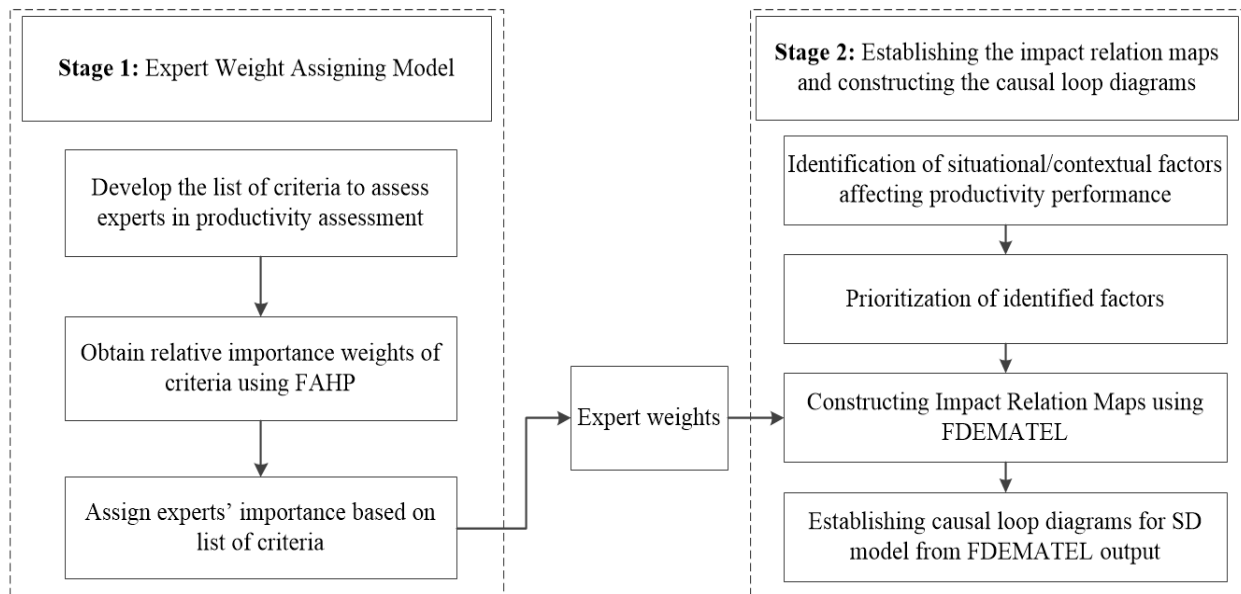 Stage 1: Expert Weight Assigning Model
Develop the list of criteria to assess
experts in productivity assessment
Obtain relative importance weights of
criteria using FAHP
Assign experts’ importance based on
list of criteria
Expert weights
Stage 2: Establishing the impact relation maps
and constructing the causal loop diagrams
Identification of situational/contextual factors
affecting productivity performance
Prioritization of identified factors
Constructing Impact Relation Maps using
FDEMATEL
Establishing causal loop diagrams for SD
model from FDEMATEL output